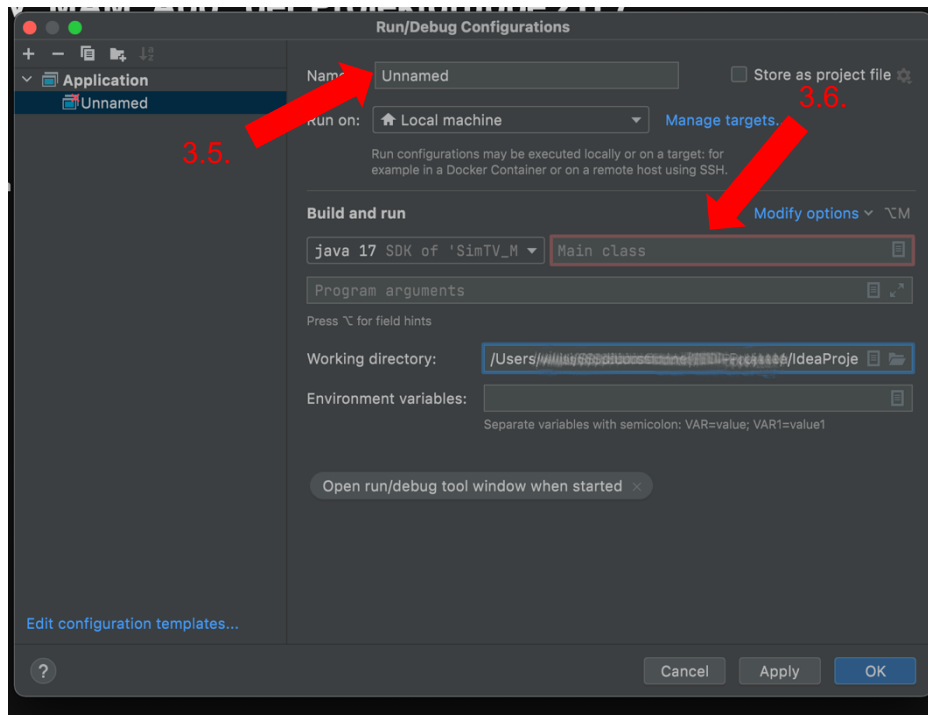 Run/Debug Configurations
Application
Unnamed
Name
Unnamed
Store as project file
3.5.
3.6.
Run on:
Local machine
Manage targets.
Run configurations may be executed locally or on a target: for
example in a Docker Container or on a remote host using SSH.
Build and run
Modify options
⌥M
java 17 SDK of 'SimTV_M
Main class
Program arguments
Press ⌥ for field hints
Working directory:
/Users/ /IdeaProje
Environment variables:
Separate variables with semicolon: VAR=value; VAR1=value1
Open run/debug tool window when started
Edit configuration templates...
?
Cancel
Apply
OK